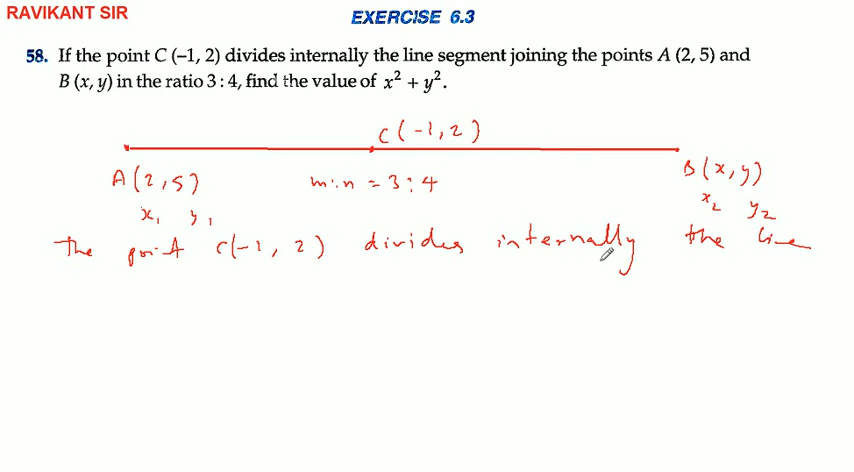 RAVIKANT SIR
EXERCISE 6.3
58. If the point C (–1, 2) divides internally the line segment joining the points A (2, 5) and
B (x, y) in the ratio 3 : 4, find the value of x² + y².
C(-1, 2)
A(2, 5) m:n = 3:4 B(x, y)
x₁ y₁ x₂ y₂
The point C(-1, 2) divides internally the line